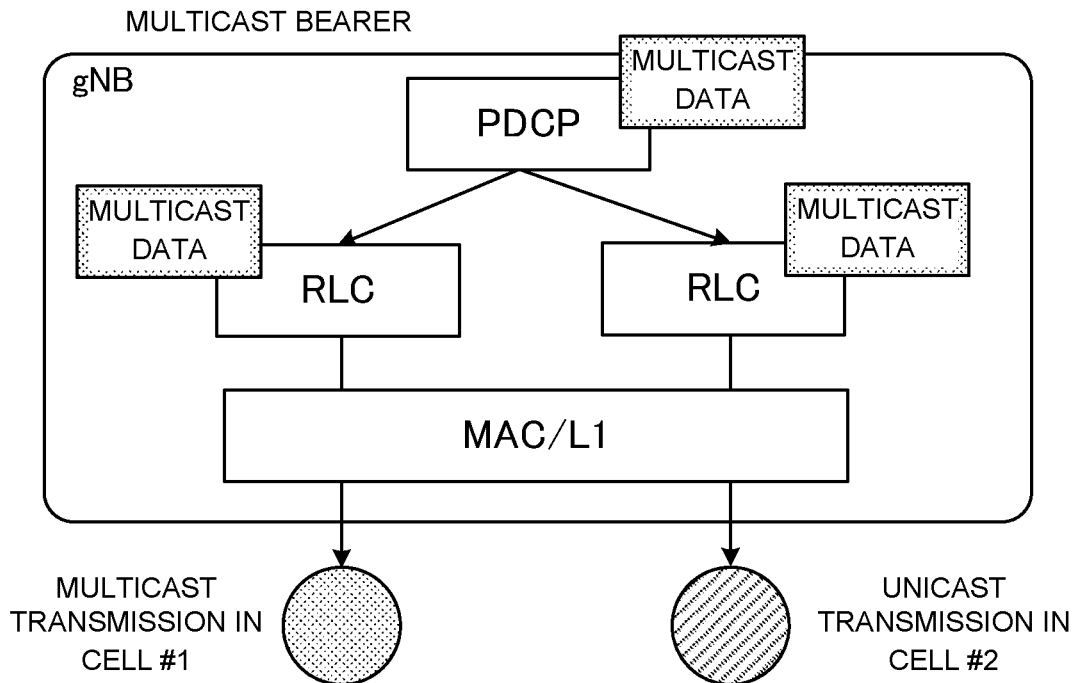 MULTICAST BEARER
gNB
MULTICAST
DATA
PDCP
MULTICAST
DATA
RLC
MULTICAST
DATA
RLC
MAC/L1
MULTICAST
TRANSMISSION IN
CELL #1
UNICAST
TRANSMISSION IN
CELL #2